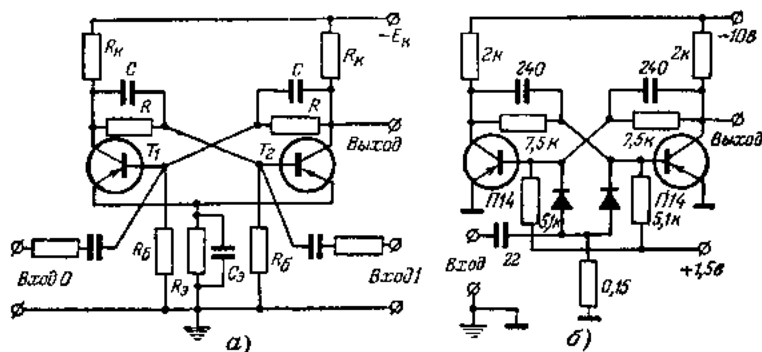 Rк
Rк
−Eк
C
C
R
R
T1
T2
Выход
Rб
Rэ
Cэ
Rб
Вход 0
Вход 1
а)
2к
2к
−10в
240
240
7,5к
7,5к
Выход
П14
П14
5,1к
5,1к
22
Вход
+1,5в
0,15
б)